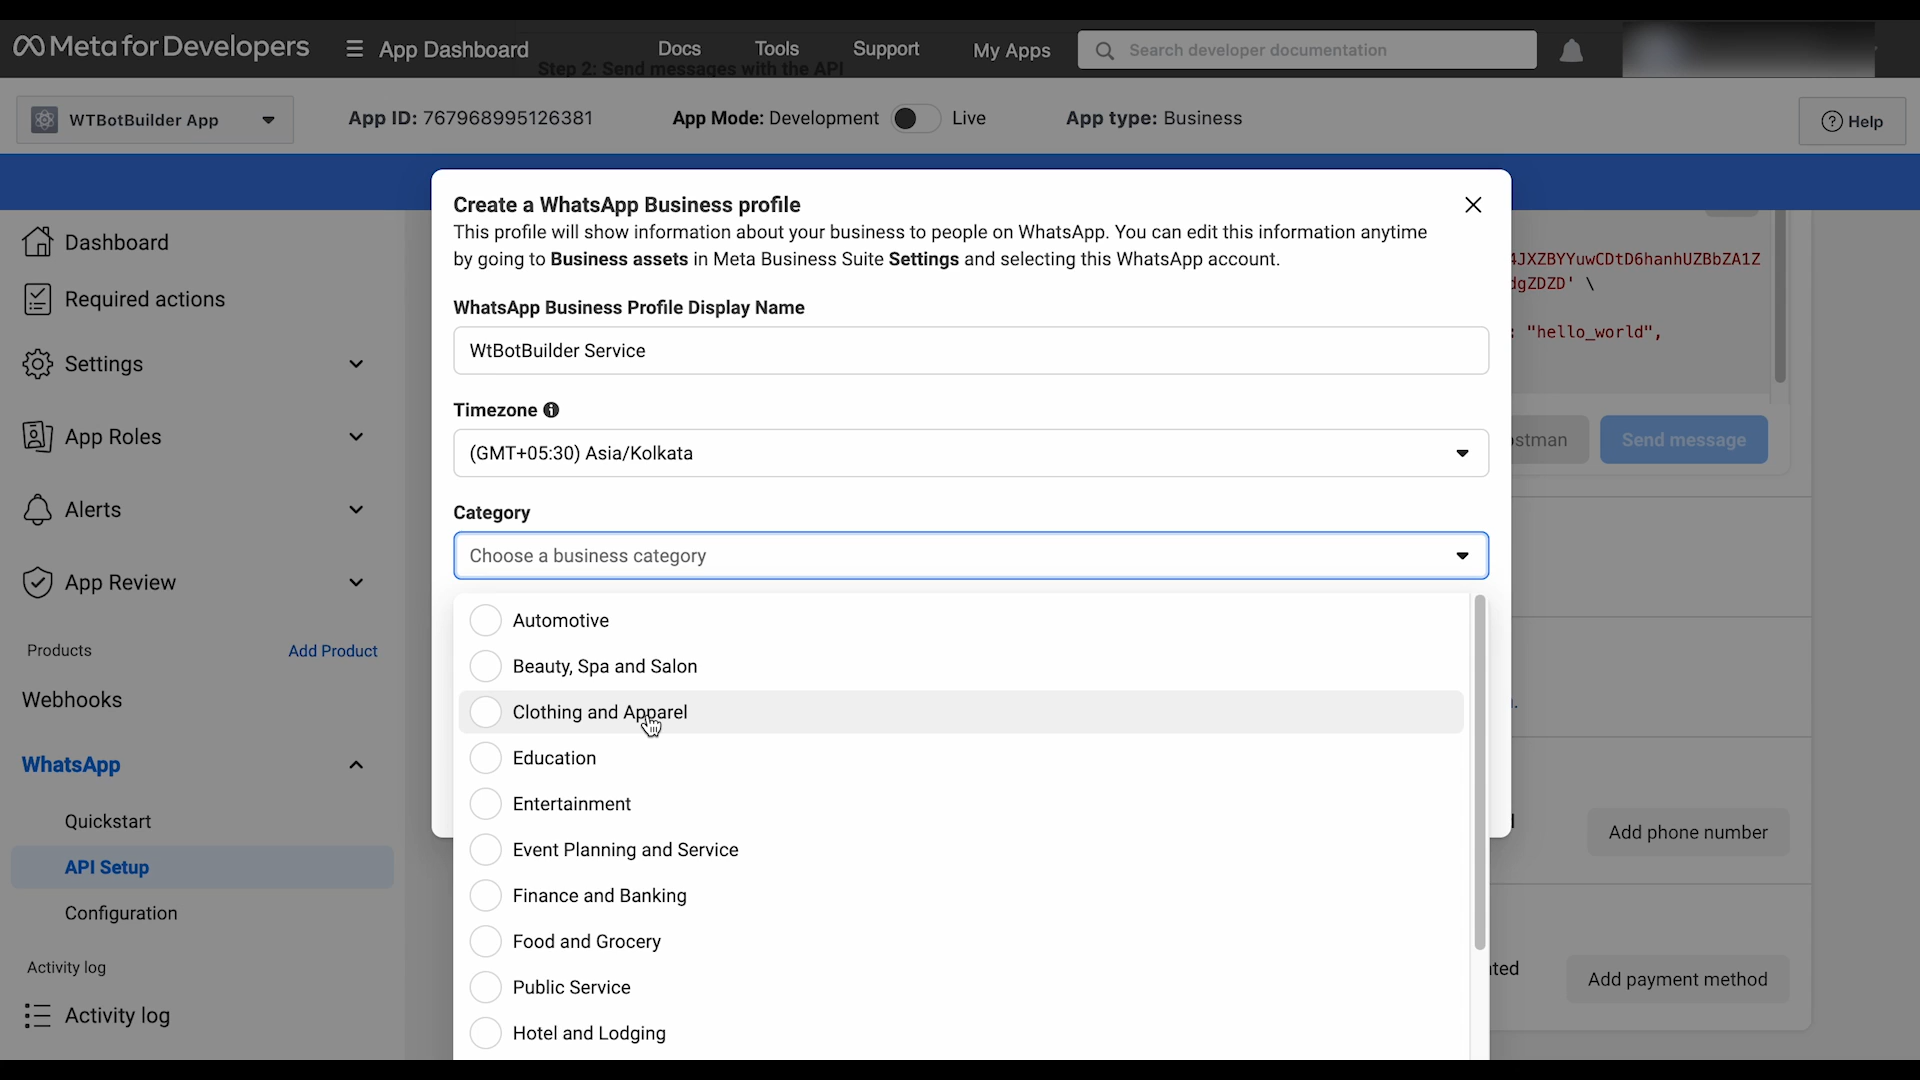 Meta for Developers
App Dashboard
Docs
Tools
Support
My Apps
Search developer documentation
Step 2: Send messages with the API
WTBotBuilder App
App ID: 767968995126381
App Mode: Development
Live
App type: Business
Help
Dashboard
Required actions
Settings
App Roles
Alerts
App Review
Products
Add Product
Webhooks
WhatsApp
Quickstart
API Setup
Configuration
Activity log
Activity log
Create a WhatsApp Business profile
This profile will show information about your business to people on WhatsApp. You can edit this information anytime
by going to Business assets in Meta Business Suite Settings and selecting this WhatsApp account.
WhatsApp Business Profile Display Name
WtBotBuilder Service
Timezone
(GMT+05:30) Asia/Kolkata
Category
Choose a business category
Automotive
Beauty, Spa and Salon
Clothing and Apparel
Education
Entertainment
Event Planning and Service
Finance and Banking
Food and Grocery
Public Service
Hotel and Lodging
JXZBYYuwCDtD6hanhUZBbZA1Z
dgZDZD' \
: "hello_world",
stman
Send message
Add phone number
ted
Add payment method